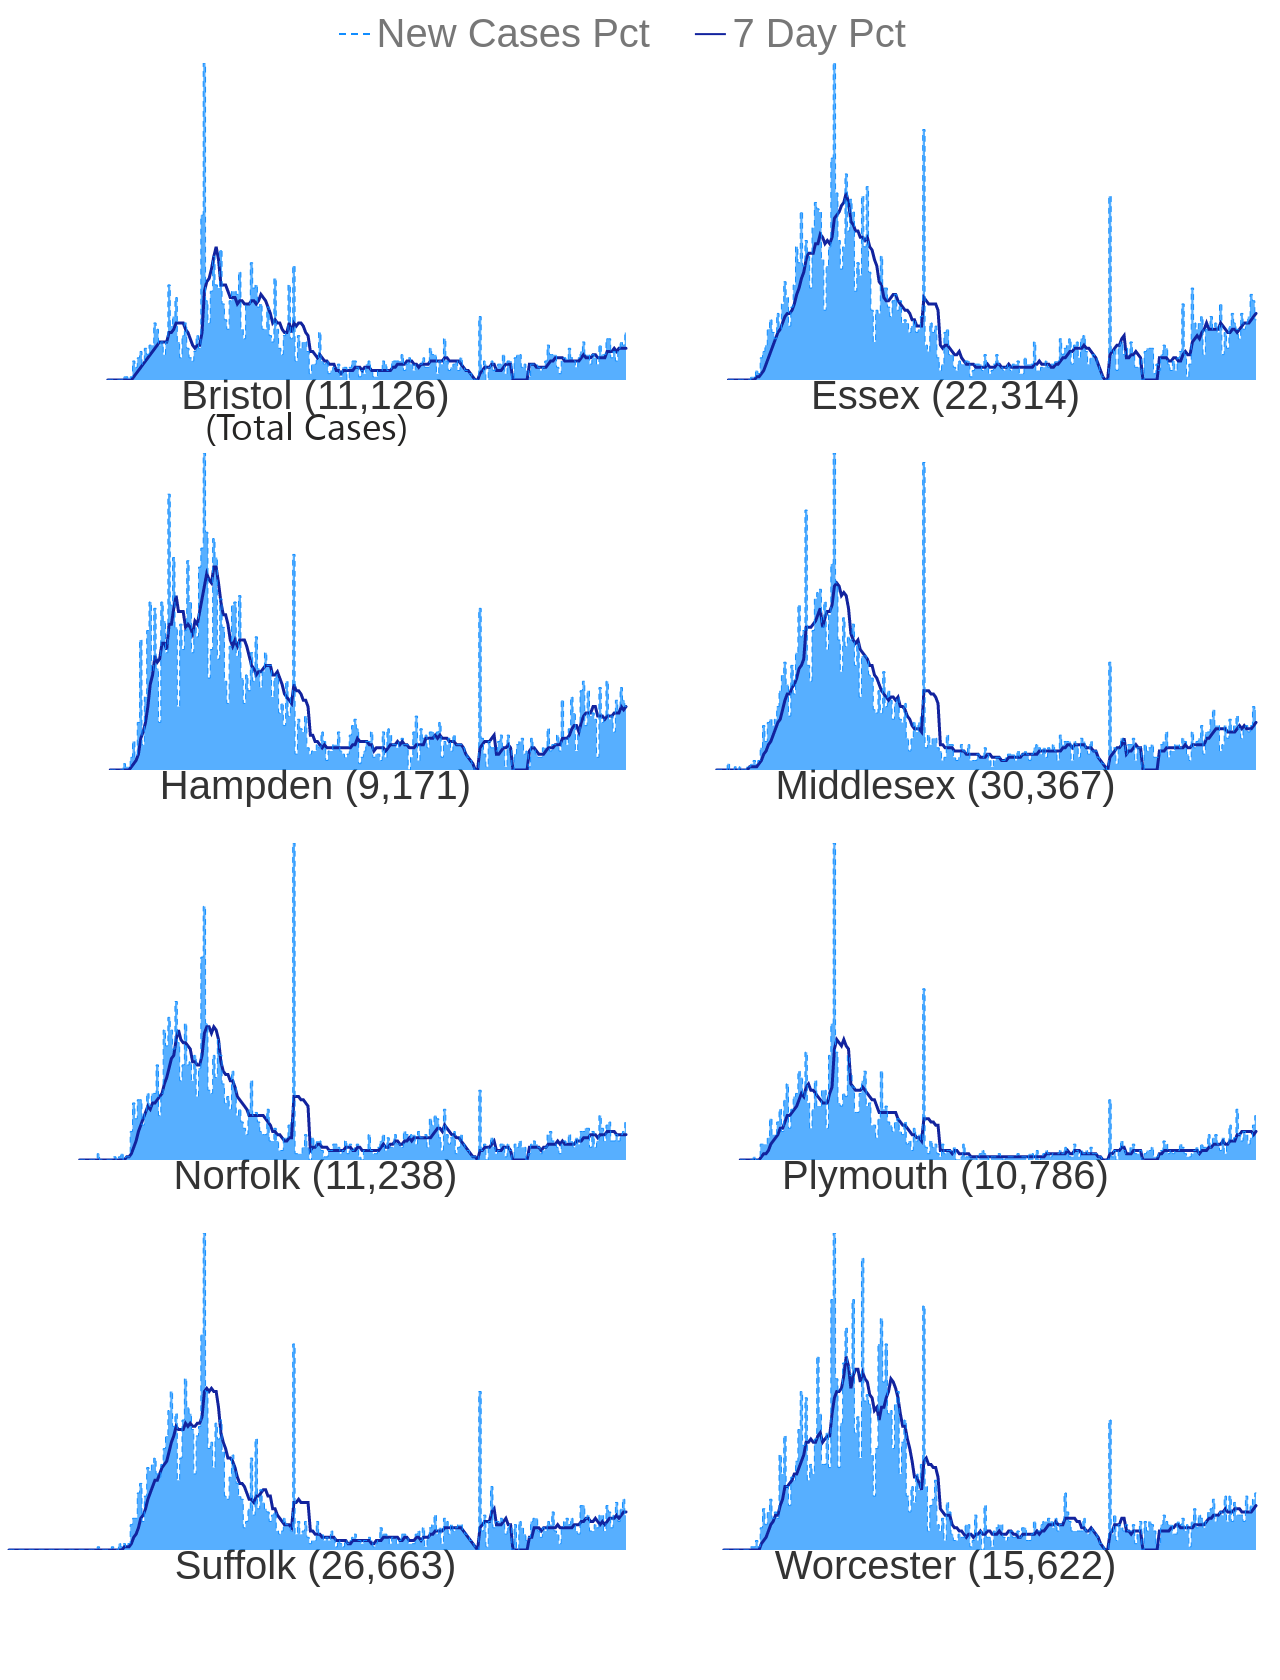 New Cases Pct 7 Day Pct
Bristol (11,126) Essex (22,314)
(Total Cases)
Hampden (9,171) Middlesex (30,367)
Norfolk (11,238) Plymouth (10,786)
Suffolk (26,663) Worcester (15,622)